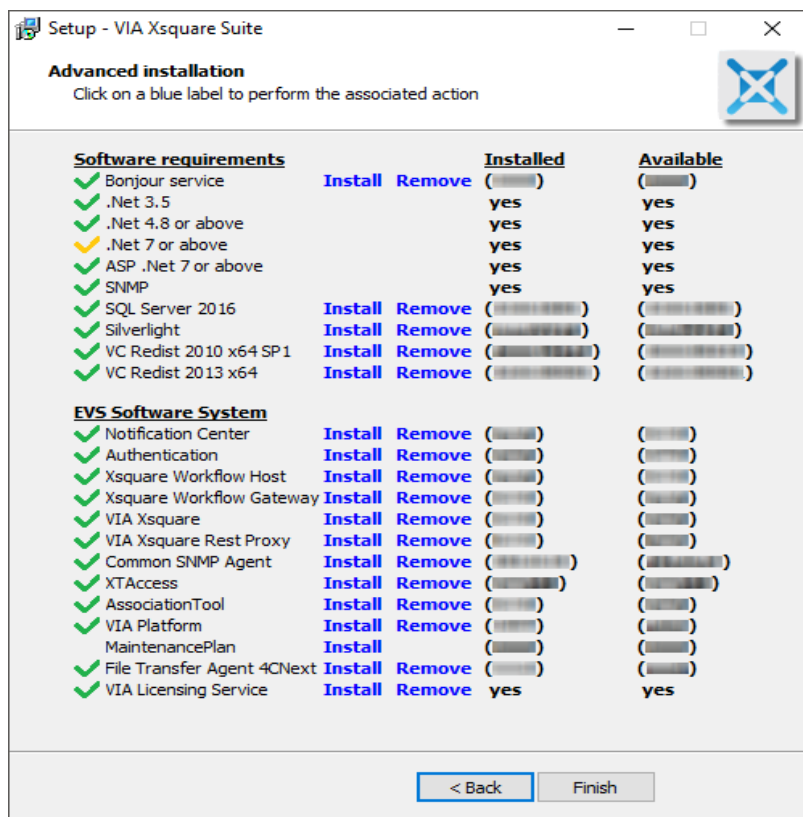 Setup - VIA Xsquare Suite
Advanced installation
Click on a blue label to perform the associated action
Software requirements Installed Available
Bonjour service Install Remove ( ) ( )
.Net 3.5 yes yes
.Net 4.8 or above yes yes
.Net 7 or above yes yes
ASP .Net 7 or above yes yes
SNMP yes yes
SQL Server 2016 Install Remove ( ) ( )
Silverlight Install Remove ( ) ( )
VC Redist 2010 x64 SP1 Install Remove ( ) ( )
VC Redist 2013 x64 Install Remove ( ) ( )
EVS Software System
Notification Center Install Remove ( ) ( )
Authentication Install Remove ( ) ( )
Xsquare Workflow Host Install Remove ( ) ( )
Xsquare Workflow Gateway Install Remove ( ) ( )
VIA Xsquare Install Remove ( ) ( )
VIA Xsquare Rest Proxy Install Remove ( ) ( )
Common SNMP Agent Install Remove ( ) ( )
XTAccess Install Remove ( ) ( )
AssociationTool Install Remove ( ) ( )
VIA Platform Install Remove ( ) ( )
MaintenancePlan Install ( ) ( )
File Transfer Agent 4CNext Install Remove ( ) ( )
VIA Licensing Service Install Remove yes yes
< Back Finish